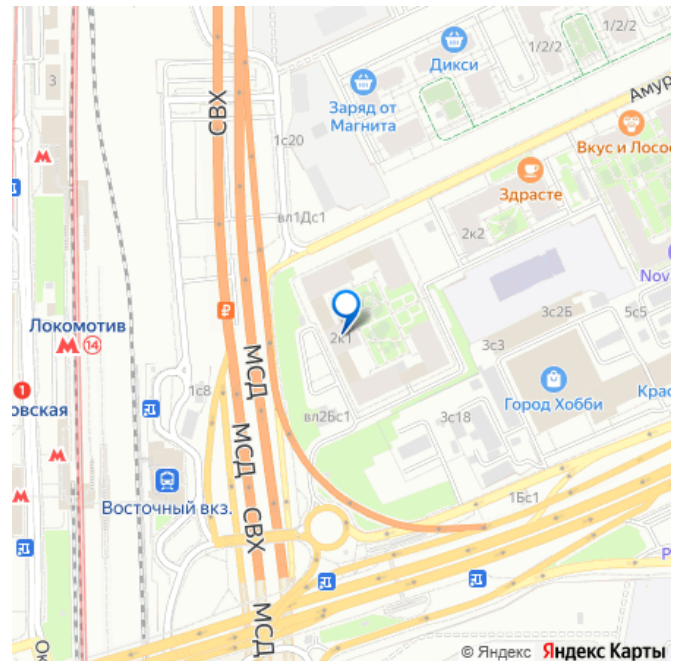 1/2/2
Дикси
1/2/2
3
СВХ
Заряд от
Магнита
Амур
1с20
Вкус и Лосо
Здрасте
вл1Дс1
2к2
Nov
3с2Б
5с5
Локомотив
14
2к1
3с3
МСД
1
овская
1с8
Город Хобби
Крас
вл2Бс1
3с18
МСД
Восточный вкз.
СВХ
1Бс1
МСД
Ок
© Яндекс Яндекс Карты